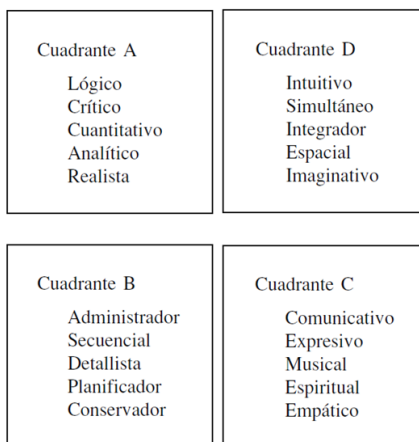 Cuadrante A
Lógico
Crítico
Cuantitativo
Analítico
Realista
Cuadrante D
Intuitivo
Simultáneo
Integrador
Espacial
Imaginativo
Cuadrante B
Administrador
Secuencial
Detallista
Planificador
Conservador
Cuadrante C
Comunicativo
Expresivo
Musical
Espiritual
Empático